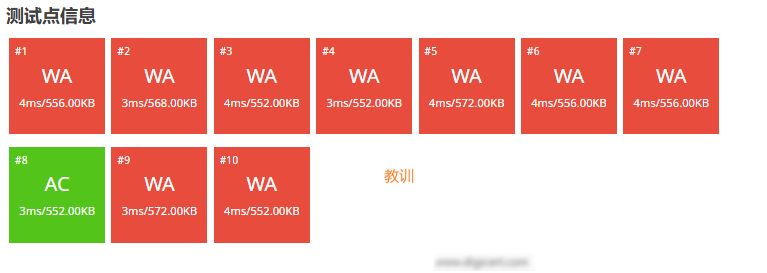 测试点信息
#1 #2 #3 #4 #5 #6 #7
WA WA WA WA WA WA WA
4ms/556.00KB 3ms/568.00KB 4ms/552.00KB 3ms/552.00KB 4ms/572.00KB 4ms/556.00KB 4ms/556.00KB
#8 #9 #10
AC WA WA
教训
3ms/552.00KB 3ms/572.00KB 4ms/552.00KB